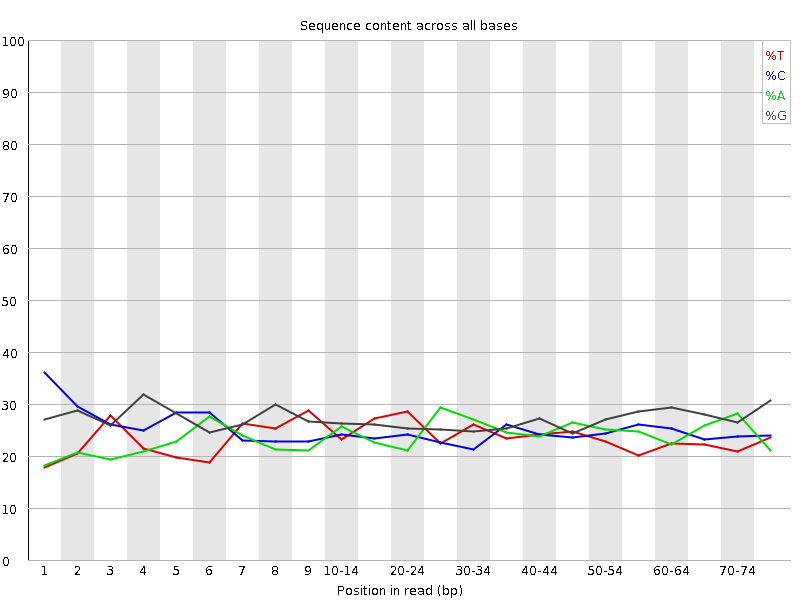 Sequence content across all bases
100
90
80
70
60
50
40
30
20
10
0
%T
%C
%A
%G
1 2 3 4 5 6 7 8 9 10-14 20-24 30-34 40-44 50-54 60-64 70-74
Position in read (bp)